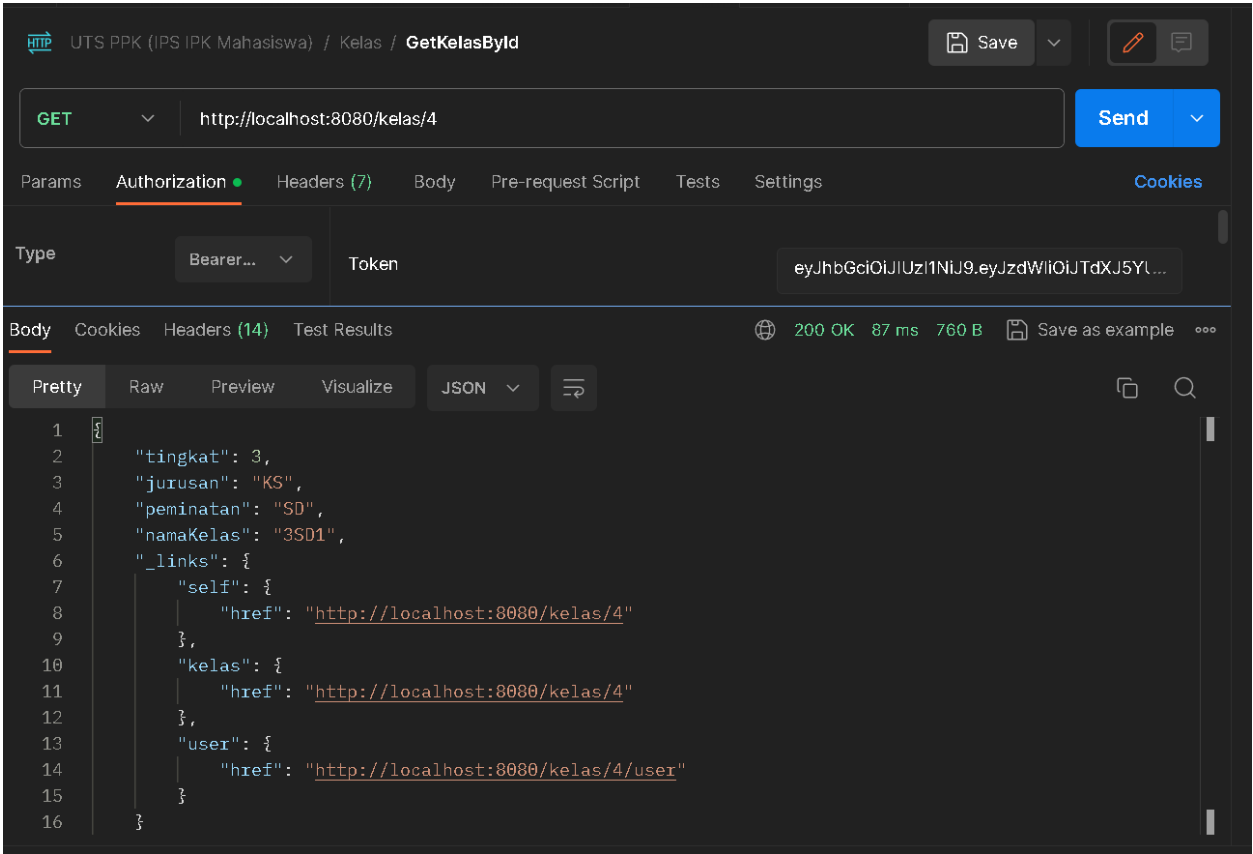 HTTP UTS PPK (IPS IPK Mahasiswa) / Kelas / GetKelasById Save
GET http://localhost:8080/kelas/4 Send
Params Authorization Headers (7) Body Pre-request Script Tests Settings Cookies
Type Bearer... Token eyJhbGciOiJIUzI1NiJ9.eyJzdWIiOiJTdXJ5YU...
Body Cookies Headers (14) Test Results 200 OK 87 ms 760 B Save as example
Pretty Raw Preview Visualize JSON
1 {
2 "tingkat": 3,
3 "jurusan": "KS",
4 "peminatan": "SD",
5 "namaKelas": "3SD1",
6 "_links": {
7 "self": {
8 "href": "http://localhost:8080/kelas/4"
9 },
10 "kelas": {
11 "href": "http://localhost:8080/kelas/4"
12 },
13 "user": {
14 "href": "http://localhost:8080/kelas/4/user"
15 }
16 }